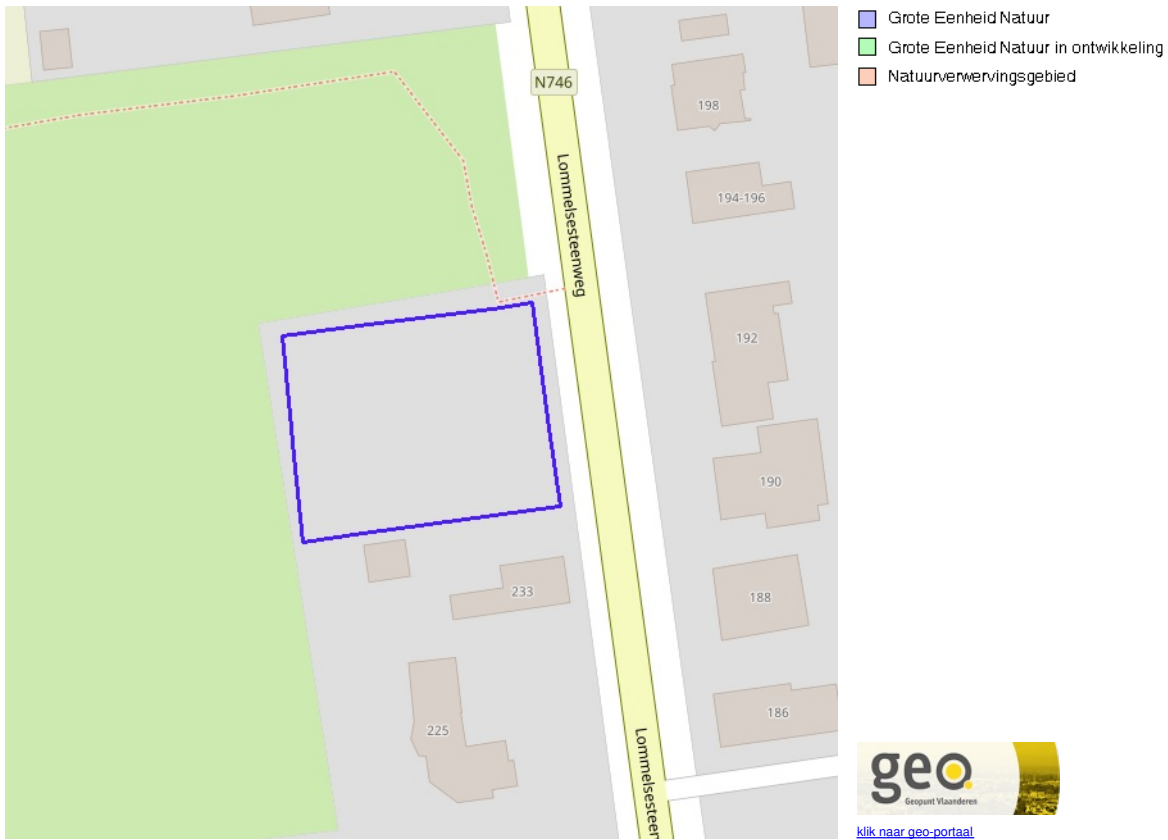 Grote Eenheid Natuur
Grote Eenheid Natuur in ontwikkeling
Natuurverwervingsgebied
N746
198
Lommelsesteenweg
194-196
192
190
233
188
225
186
Lommelsesteen
geo.
Geopunt Vlaanderen
klik naar geo-portaal